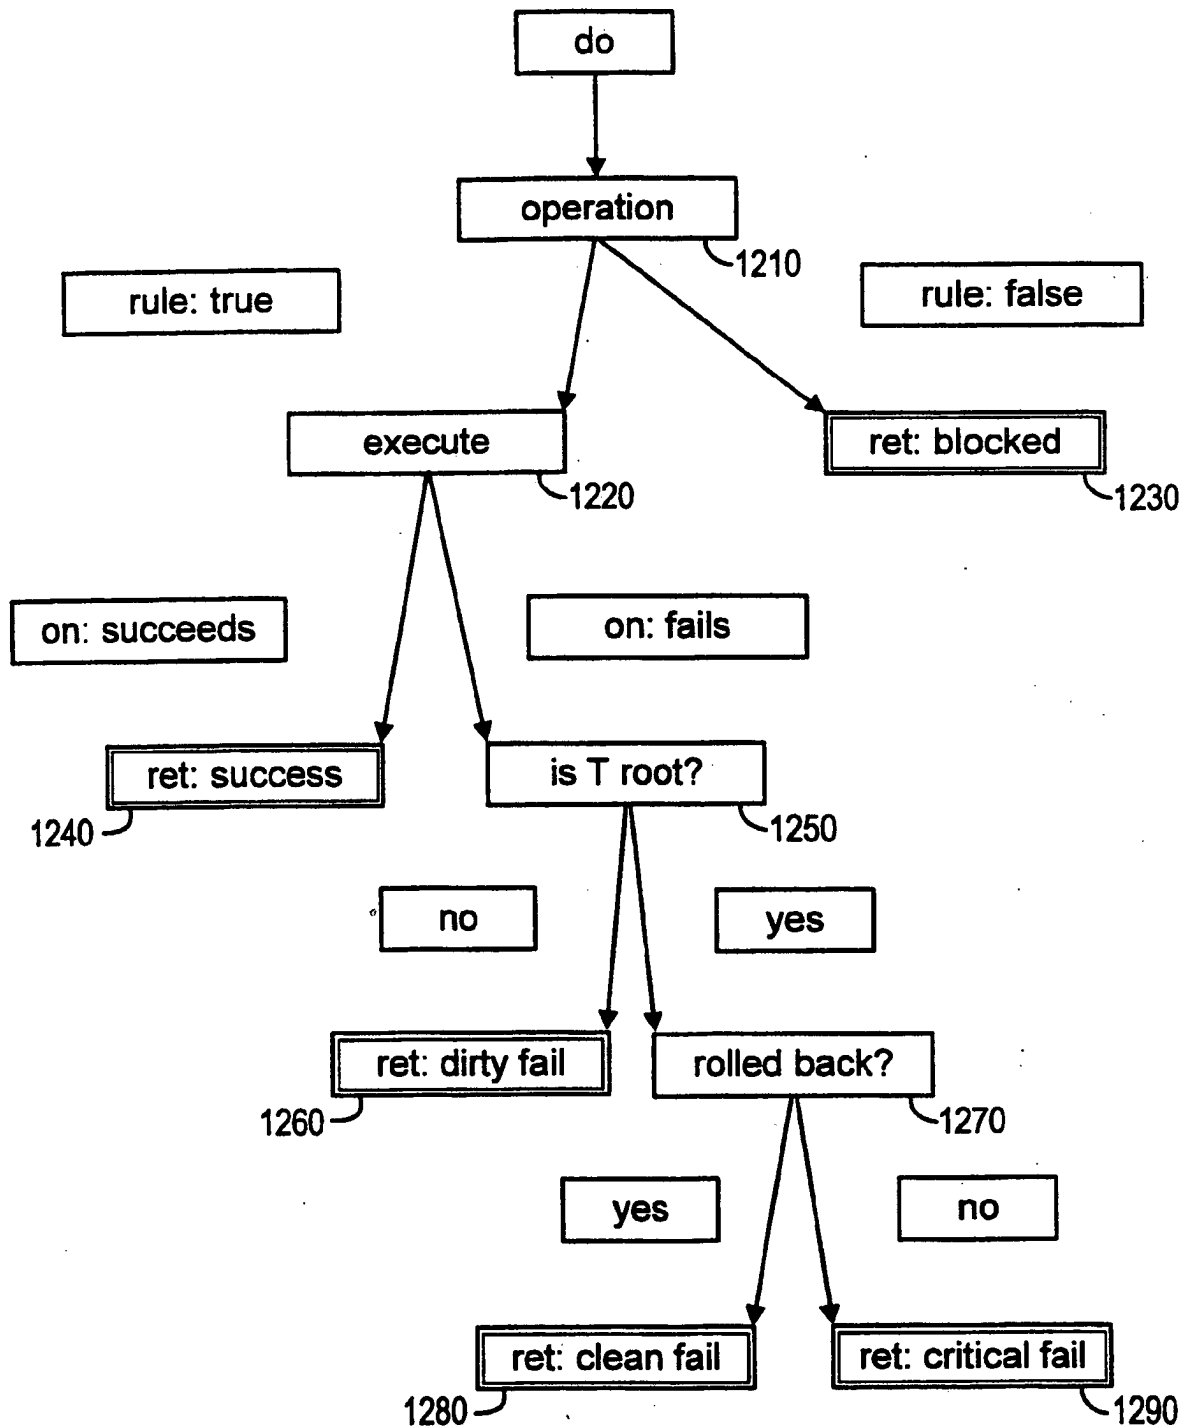 do
operation
1210
rule: true
rule: false
execute
1220
ret: blocked
1230
on: succeeds
on: fails
ret: success
1240
is T root?
1250
no
yes
ret: dirty fail
1260
rolled back?
1270
yes
no
ret: clean fail
1280
ret: critical fail
1290